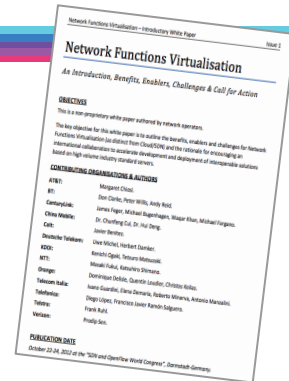 Network Functions Virtualisation – Introductory White Paper
Issue 1
Network Functions Virtualisation
An Introduction, Benefits, Enablers, Challenges & Call for Action
OBJECTIVES
This is a non-proprietary white paper authored by network operators.
The key objective for this white paper is to outline the benefits, enablers and challenges for Network
Functions Virtualisation (as distinct from Cloud/SDN) and the rationale for encouraging an
international collaboration to accelerate development and deployment of interoperable solutions
based on high volume industry standard servers.
CONTRIBUTING ORGANISATIONS & AUTHORS
AT&T: Margaret Chiosi.
BT: Don Clarke, Peter Willis, Andy Reid.
CenturyLink: James Feger, Michael Bugenhagen, Waqar Khan, Michael Fargano.
China Mobile: Dr. Chunfeng Cui, Dr. Hui Deng.
Colt: Javier Benitez.
Deutsche Telekom: Uwe Michel, Herbert Damker.
KDDI: Kenichi Ogaki, Tetsuro Matsuzaki.
NTT: Masaki Fukui, Katsuhiro Shimano.
Orange: Dominique Delisle, Quentin Loudier, Christos Kolias.
Telecom Italia: Ivano Guardini, Elena Demaria, Roberto Minerva, Antonio Manzalini.
Telefonica: Diego López, Francisco Javier Ramón Salguero.
Telstra: Frank Ruhl.
Verizon: Prodip Sen.
PUBLICATION DATE
October 22-24, 2012 at the "SDN and OpenFlow World Congress", Darmstadt-Germany.